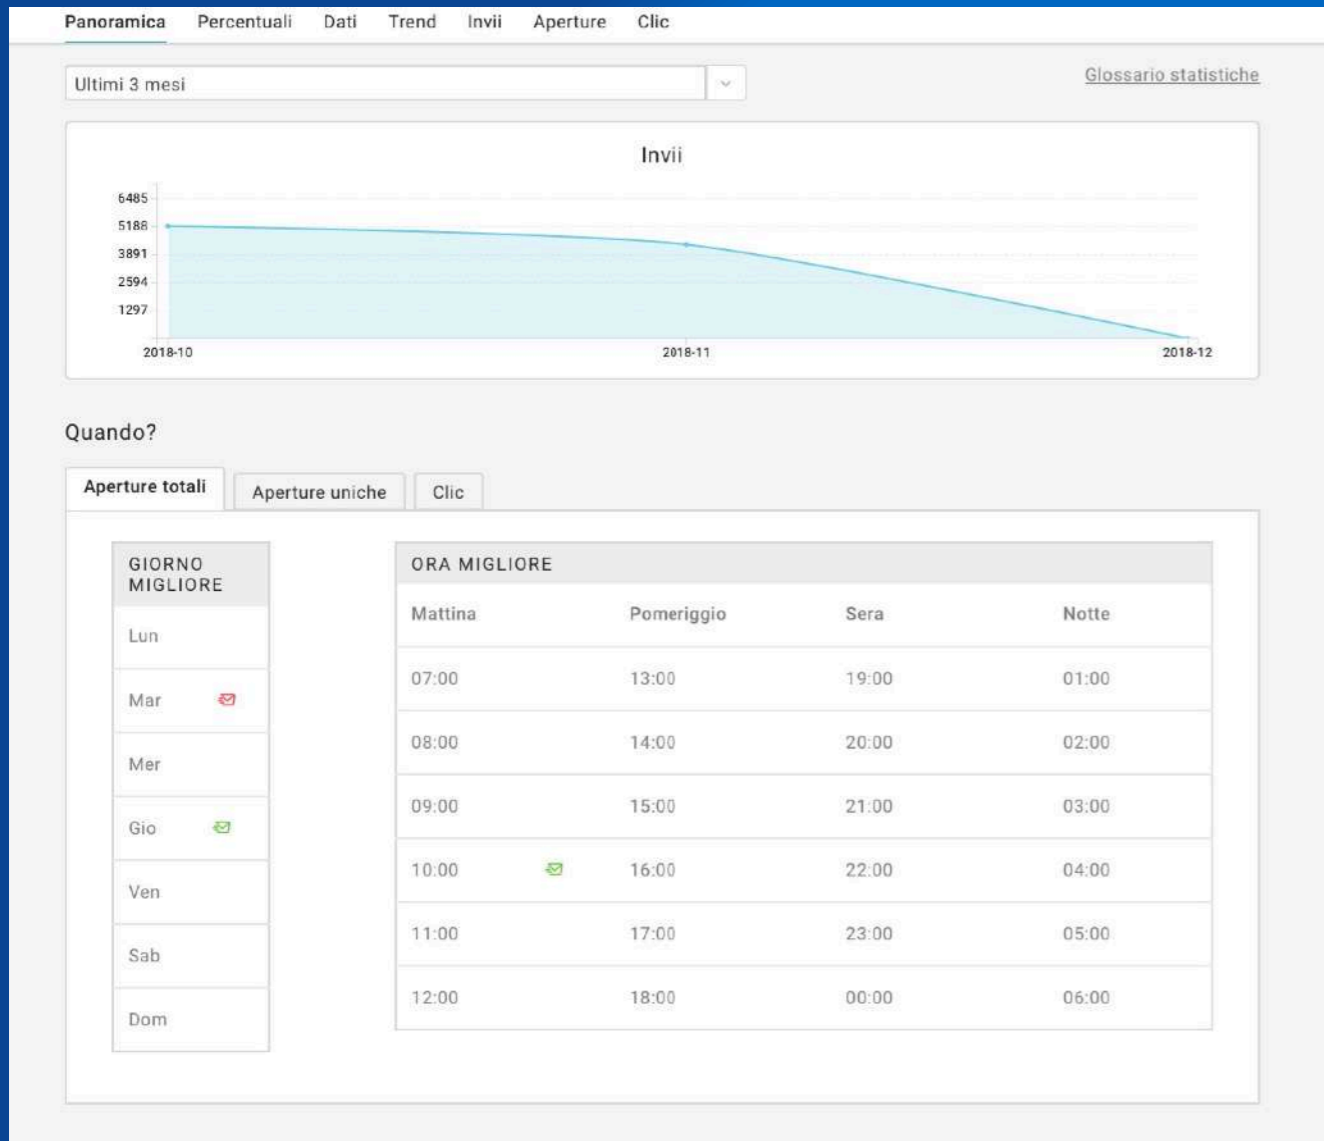 Panoramica Percentuali Dati Trend Invii Aperture Clic
Ultimi 3 mesi
Glossario statistiche
Invii
6485
5188
3891
2594
1297
2018-10 2018-11 2018-12
Quando?
Aperture totali Aperture uniche Clic
GIORNO
MIGLIORE
Lun
Mar
Mer
Gio
Ven
Sab
Dom
ORA MIGLIORE
Mattina Pomeriggio Sera Notte
07:00 13:00 19:00 01:00
08:00 14:00 20:00 02:00
09:00 15:00 21:00 03:00
10:00 16:00 22:00 04:00
11:00 17:00 23:00 05:00
12:00 18:00 00:00 06:00